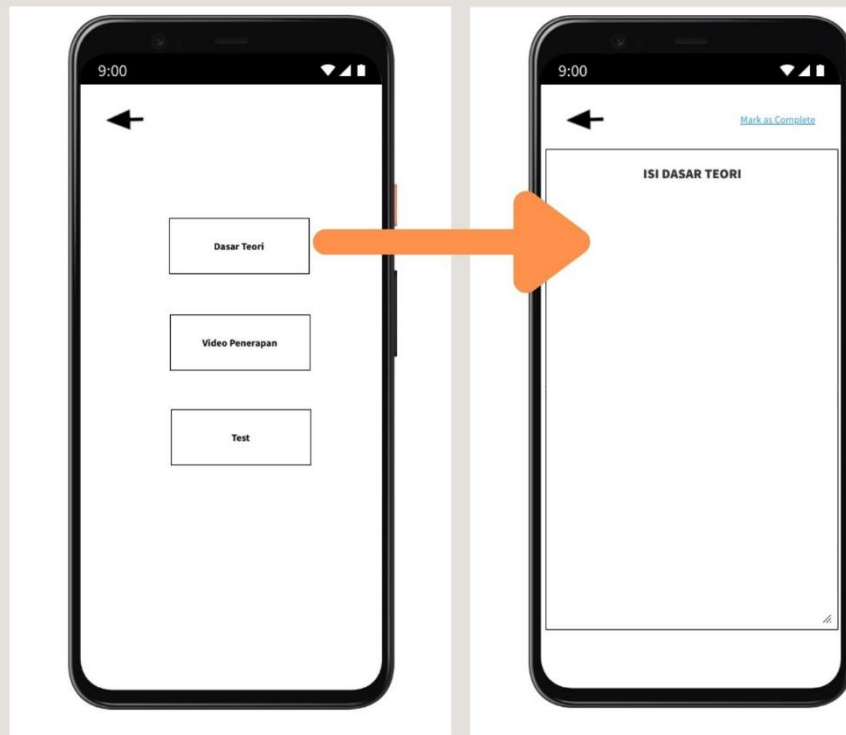 9:00
Dasar Teori
Video Penerapan
Test
9:00
Mark as Complete
ISI DASAR TEORI